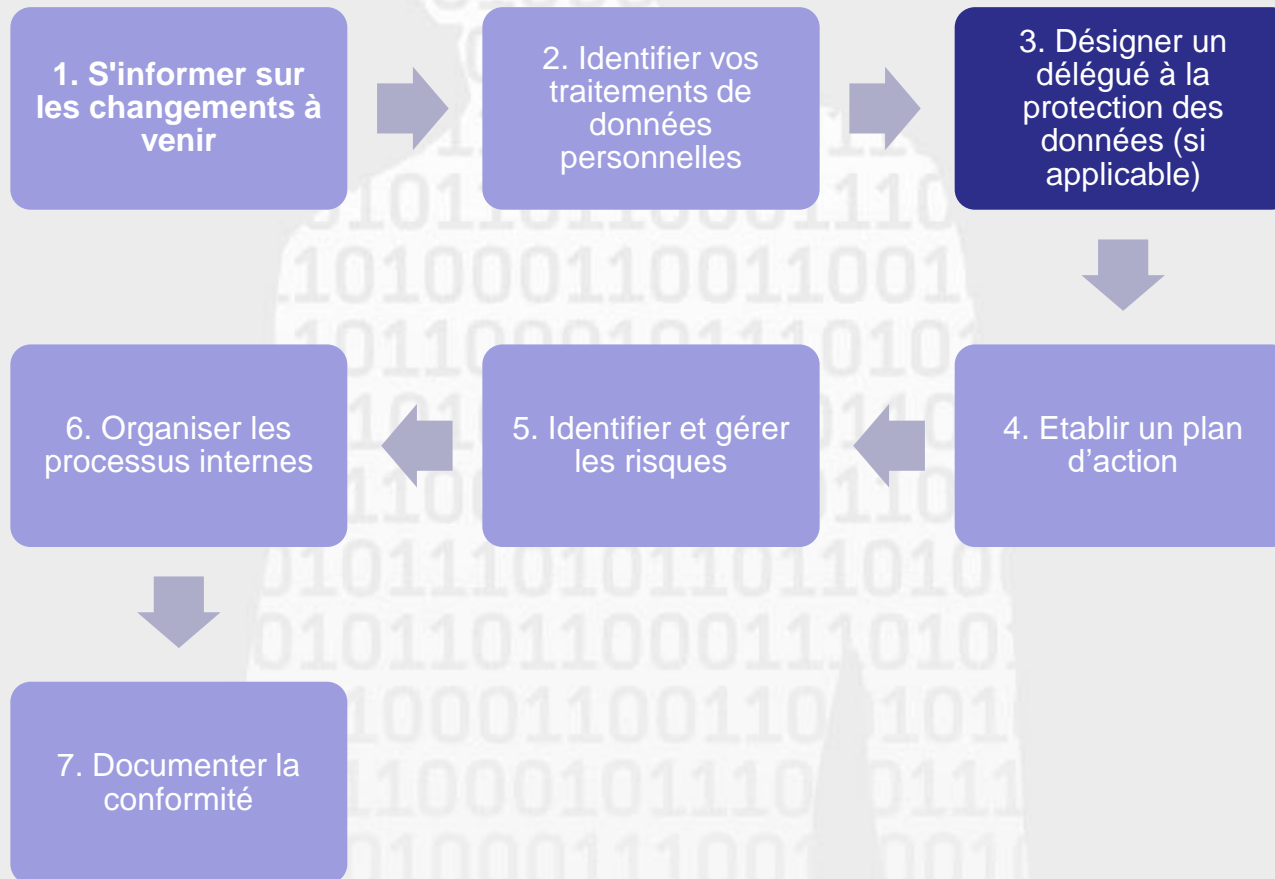 1. S'informer sur
les changements à
venir
2. Identifier vos
traitements de
données
personnelles
3. Désigner un
délégué à la
protection des
données (si
applicable)
4. Etablir un plan
d’action
5. Identifier et gérer
les risques
6. Organiser les
processus internes
7. Documenter la
conformité